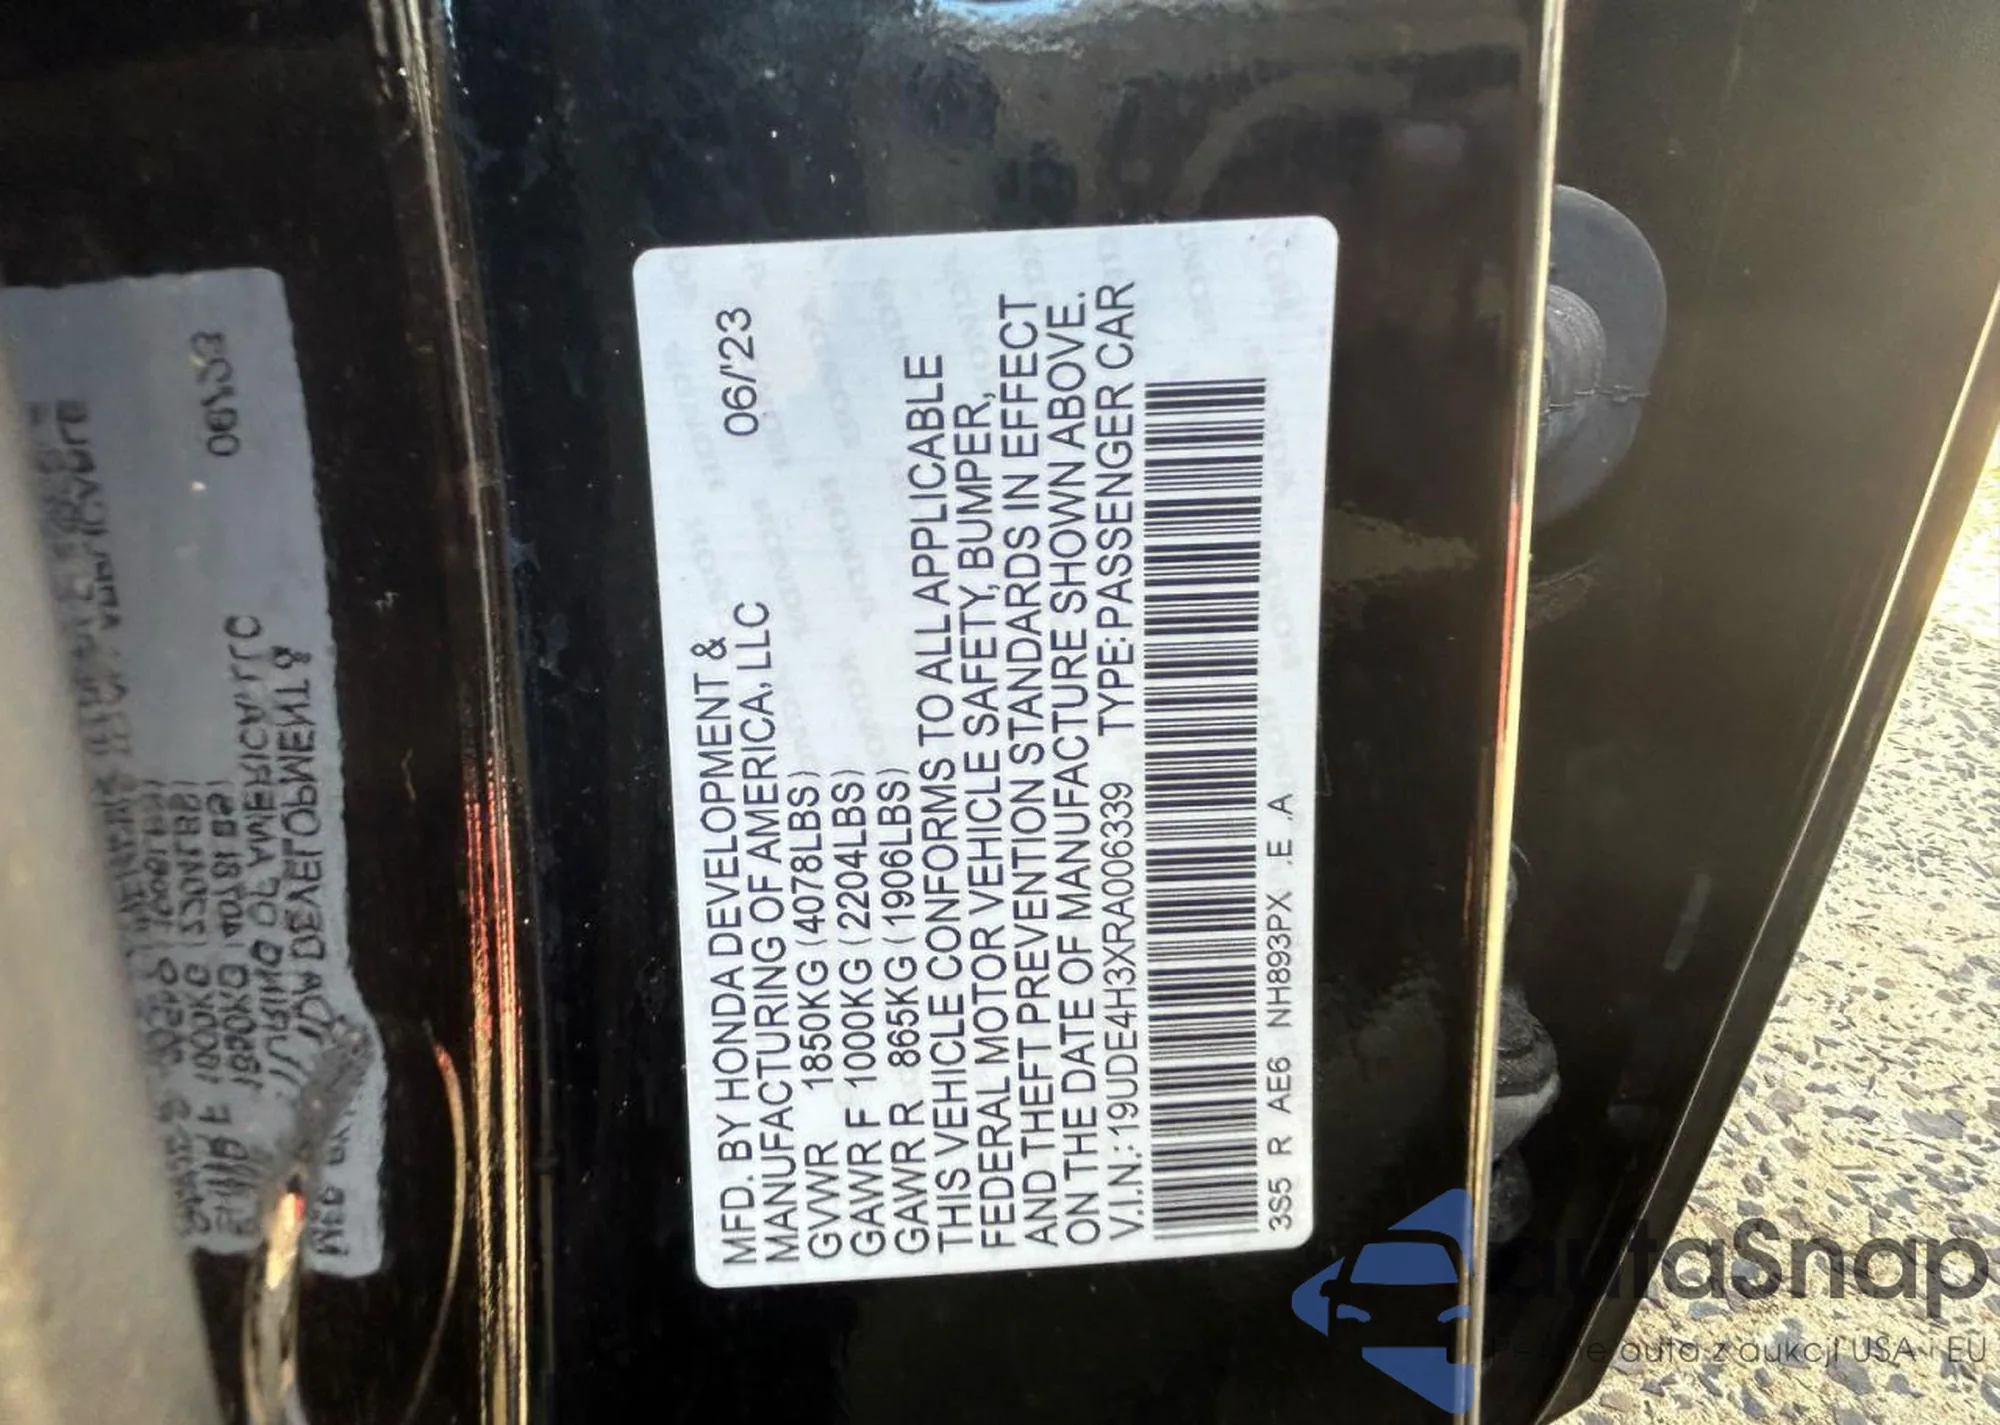 MFD. BY HONDA DEVELOPMENT &
MANUFACTURING OF AMERICA, LLC 06/'23
GVWR 1850KG (4078LBS)
GAWR F 1000KG (2204LBS)
GAWR R 865KG (1906LBS)
THIS VEHICLE CONFORMS TO ALL APPLICABLE
FEDERAL MOTOR VEHICLE SAFETY, BUMPER,
AND THEFT PREVENTION STANDARDS IN EFFECT
ON THE DATE OF MANUFACTURE SHOWN ABOVE.
V.I.N.: 19UDE4H3XRA006339 TYPE: PASSENGER CAR
3S5 R AE6 NH893PX .E A
autaSnap
auta z aukcji USA i EU